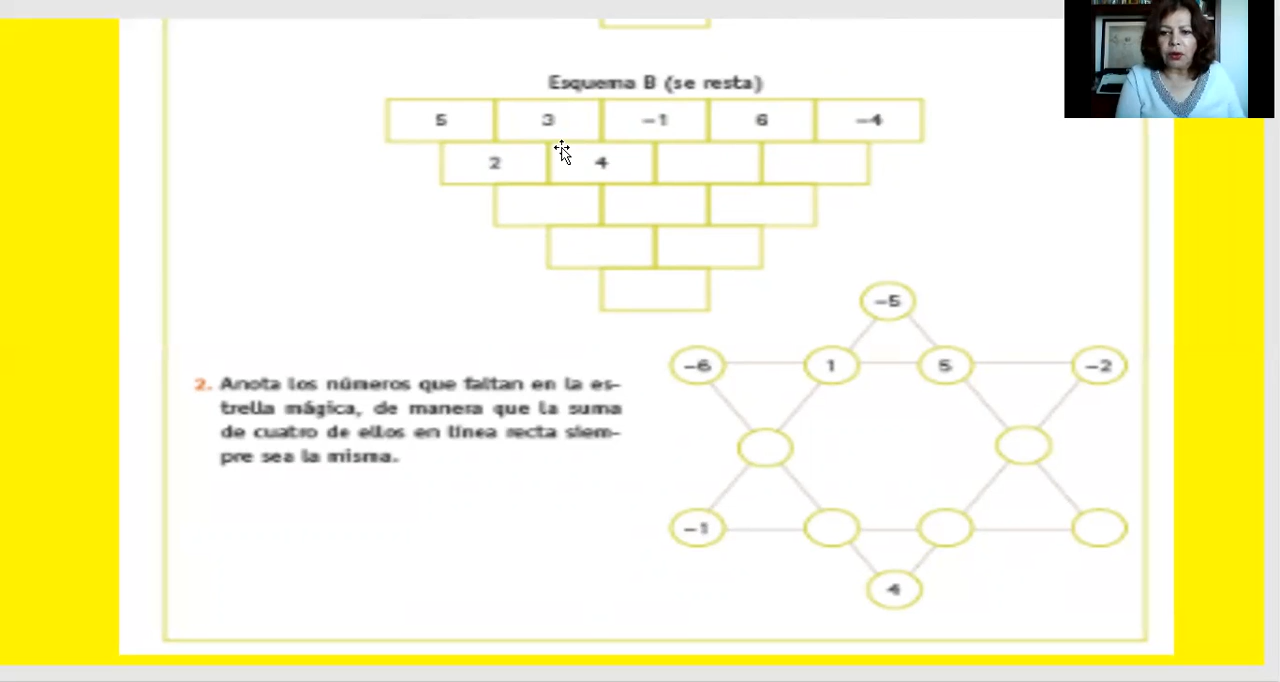 Esquema B (se resta)
5 3 -1 6 -4
2 4
-5
-6 1 5 -2
2. Anota los números que faltan en la es-
trella mágica, de manera que la suma
de cuatro de ellos en línea recta siem-
pre sea la misma.
-1
4